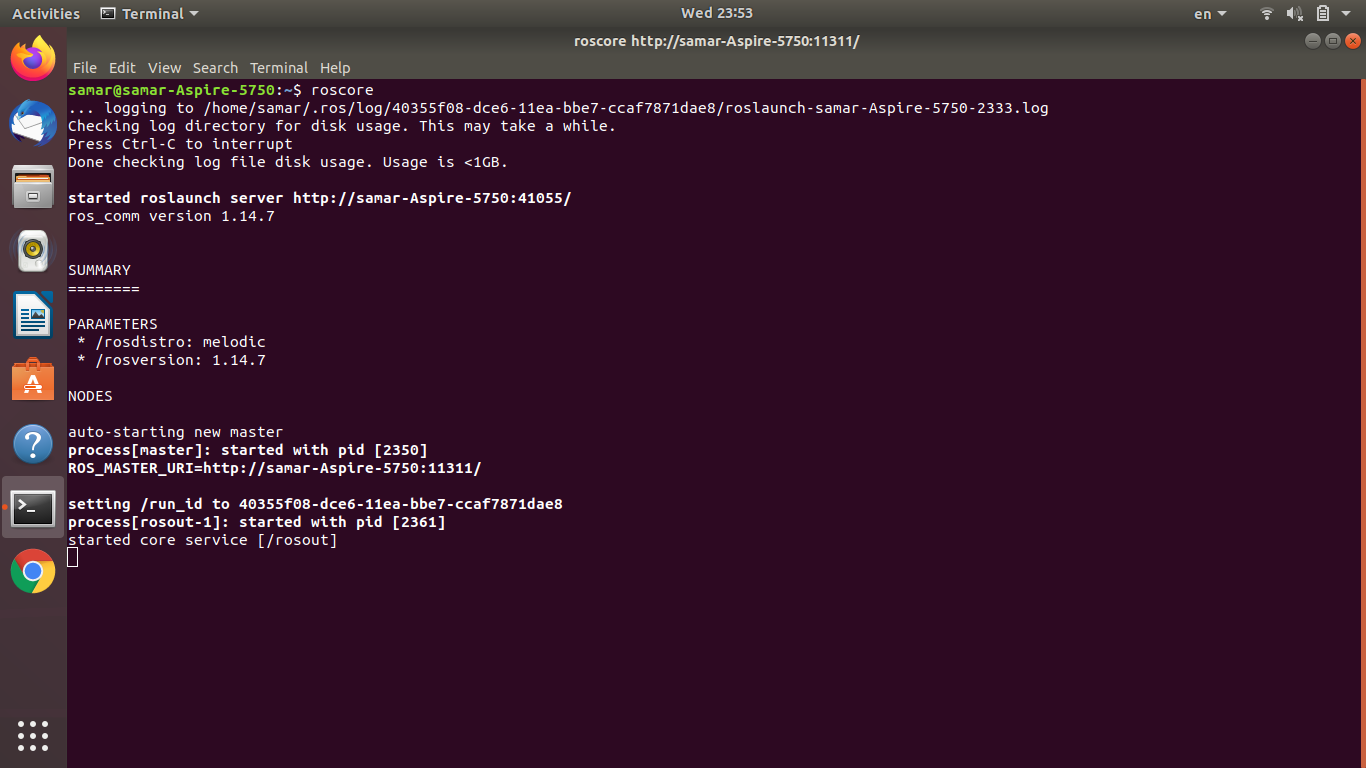 Activities
Terminal
Wed 23:53
en
roscore http://samar-Aspire-5750:11311/
File Edit View Search Terminal Help
samar@samar-Aspire-5750:~$ roscore
... logging to /home/samar/.ros/log/40355f08-dce6-11ea-bbe7-ccaf7871dae8/roslaunch-samar-Aspire-5750-2333.log
Checking log directory for disk usage. This may take a while.
Press Ctrl-C to interrupt
Done checking log file disk usage. Usage is <1GB.
started roslaunch server http://samar-Aspire-5750:41055/
ros_comm version 1.14.7
SUMMARY
========
PARAMETERS
* /rosdistro: melodic
* /rosversion: 1.14.7
NODES
auto-starting new master
process[master]: started with pid [2350]
ROS_MASTER_URI=http://samar-Aspire-5750:11311/
setting /run_id to 40355f08-dce6-11ea-bbe7-ccaf7871dae8
process[rosout-1]: started with pid [2361]
started core service [/rosout]